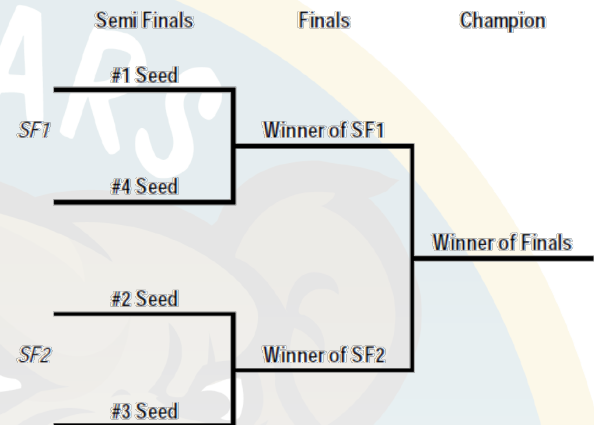 Semi Finals Finals Champion
#1 Seed
SF1 Winner of SF1
#4 Seed
Winner of Finals
#2 Seed
SF2 Winner of SF2
#3 Seed
ARS